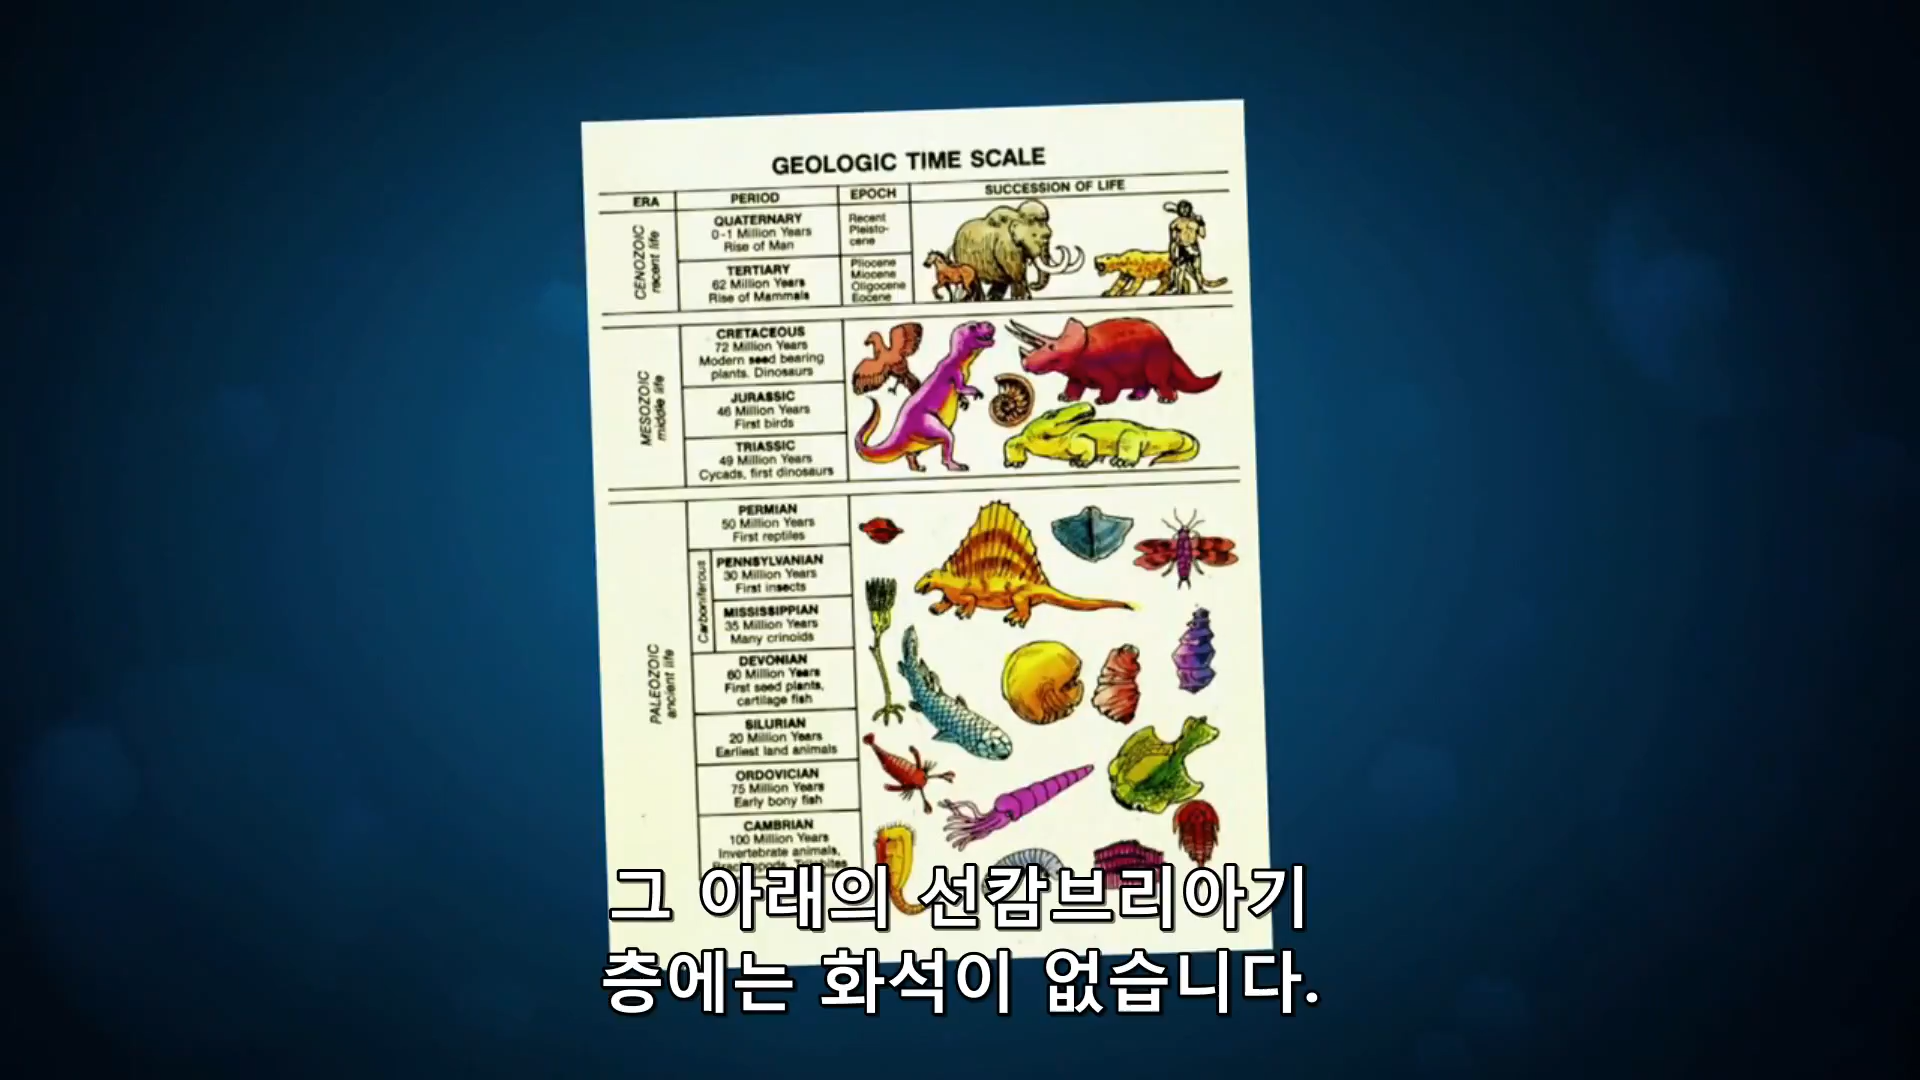 GEOLOGIC TIME SCALE
ERA PERIOD EPOCH SUCCESSION OF LIFE
CENOZOIC
recent life
QUATERNARY
0-1 Million Years
Rise of Man
Recent
Pleisto-
cene
TERTIARY
62 Million Years
Rise of Mammals
Pliocene
Miocene
Oligocene
Eocene
MESOZOIC
middle life
CRETACEOUS
72 Million Years
Modern seed bearing
plants. Dinosaurs
JURASSIC
46 Million Years
First birds
TRIASSIC
49 Million Years
Cycads, first dinosaurs
PALEOZOIC
ancient life
PERMIAN
50 Million Years
First reptiles
Carboniferous
PENNSYLVANIAN
30 Million Years
First insects
MISSISSIPPIAN
35 Million Years
Many crinoids
DEVONIAN
60 Million Years
First seed plants,
cartilage fish
SILURIAN
20 Million Years
Earliest land animals
ORDOVICIAN
75 Million Years
Early bony fish
CAMBRIAN
100 Million Years
Invertebrate animals,
Brachiopods, Trilobites
그 아래의 선캄브리아기
층에는 화석이 없습니다.